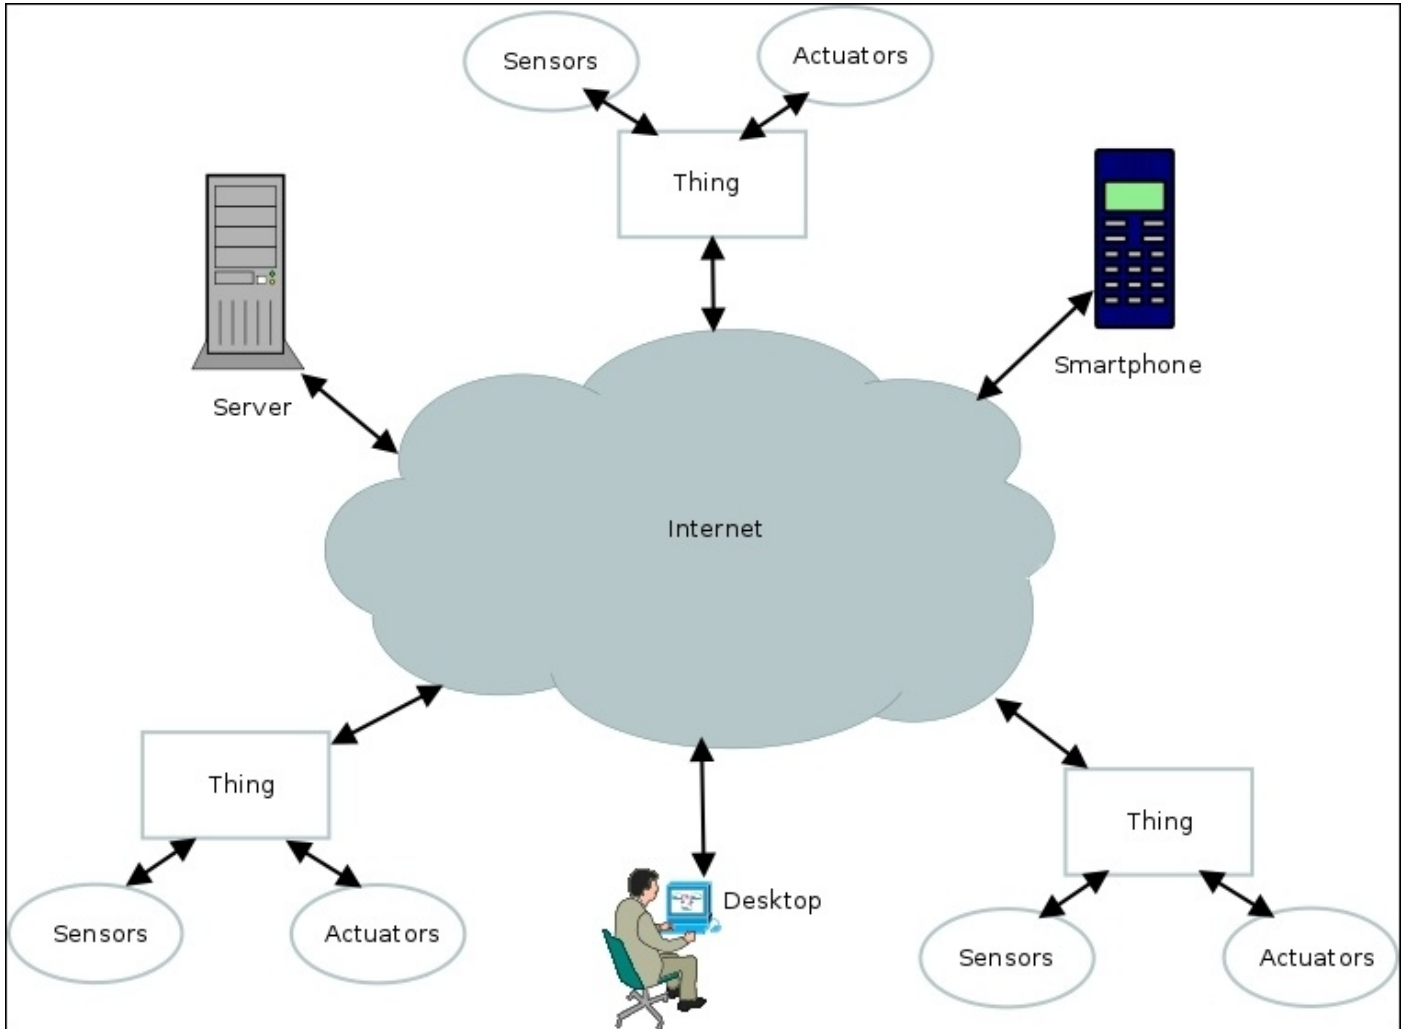 Sensors
Actuators
Thing
Smartphone
Server
Internet
Thing
Thing
Desktop
Sensors
Actuators
Sensors
Actuators